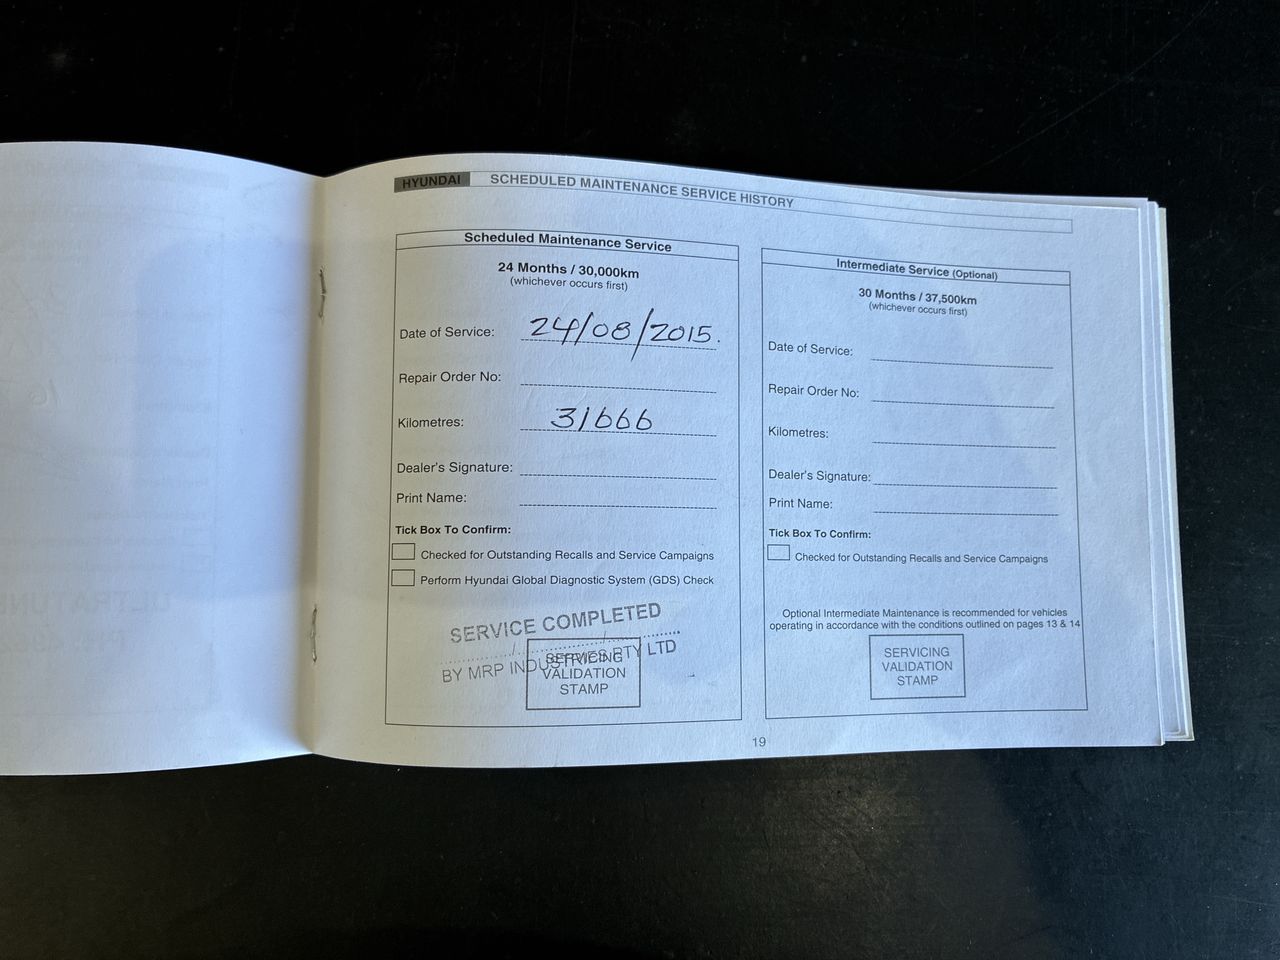 HYUNDAI SCHEDULED MAINTENANCE SERVICE HISTORY
Scheduled Maintenance Service
24 Months / 30,000km
(whichever occurs first)
Date of Service: 24/08/2015.
Repair Order No:
Kilometres: 31666
Dealer's Signature:
Print Name:
Tick Box To Confirm:
Checked for Outstanding Recalls and Service Campaigns
Perform Hyundai Global Diagnostic System (GDS) Check
SERVICE COMPLETED
BY MRP INDUSTRIES PTY LTD
SERVICING
VALIDATION
STAMP
Intermediate Service (Optional)
30 Months / 37,500km
(whichever occurs first)
Date of Service:
Repair Order No:
Kilometres:
Dealer's Signature:
Print Name:
Tick Box To Confirm:
Checked for Outstanding Recalls and Service Campaigns
Optional Intermediate Maintenance is recommended for vehicles
operating in accordance with the conditions outlined on pages 13 & 14
SERVICING
VALIDATION
STAMP
19